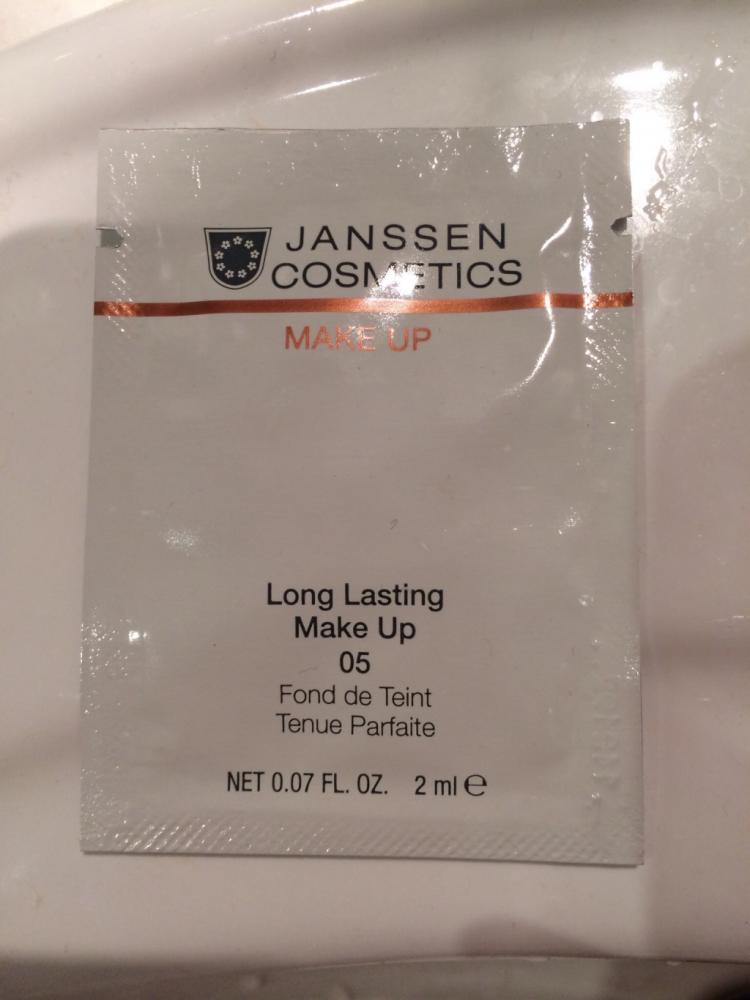 JANSSEN
COSMETICS
MAKE UP
Long Lasting
Make Up
05
Fond de Teint
Tenue Parfaite
NET 0.07 FL. OZ. 2 ml ℮